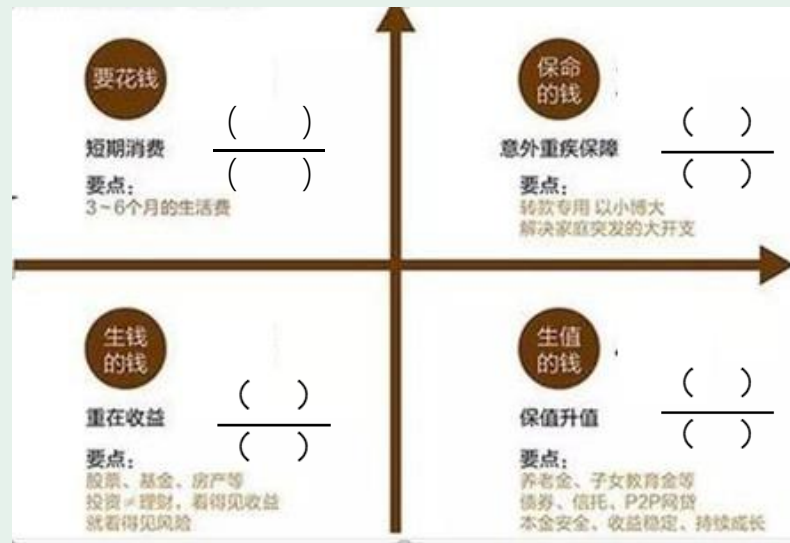 要花钱
( )
( )
短期消费
要点：
3~6个月的生活费
保命
的钱
( )
( )
意外重疾保障
要点：
转款专用 以小博大
解决家庭突发的大开支
生钱
的钱
( )
( )
重在收益
要点：
股票、基金、房产等
投资≠理财，看得见收益
就看得见风险
生值
的钱
( )
( )
保值升值
要点：
养老金、子女教育金等
债券、信托、P2P网贷
本金安全、收益稳定、持续成长